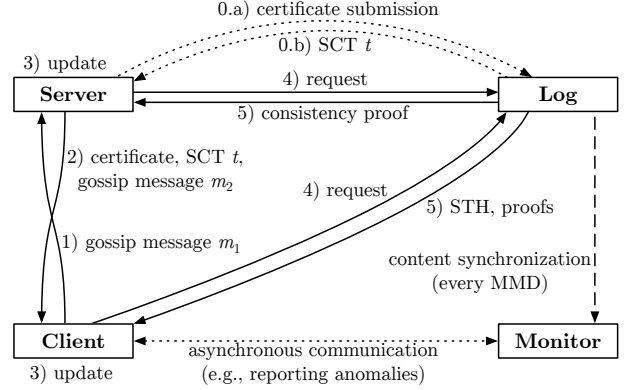 0.a) certificate submission
0.b) SCT t
3) update
Server
4) request
Log
5) consistency proof
2) certificate, SCT t,
gossip message m2
4) request
5) STH, proofs
1) gossip message m1
content synchronization
(every MMD)
Client
Monitor
asynchronous communication
(e.g., reporting anomalies)
3) update